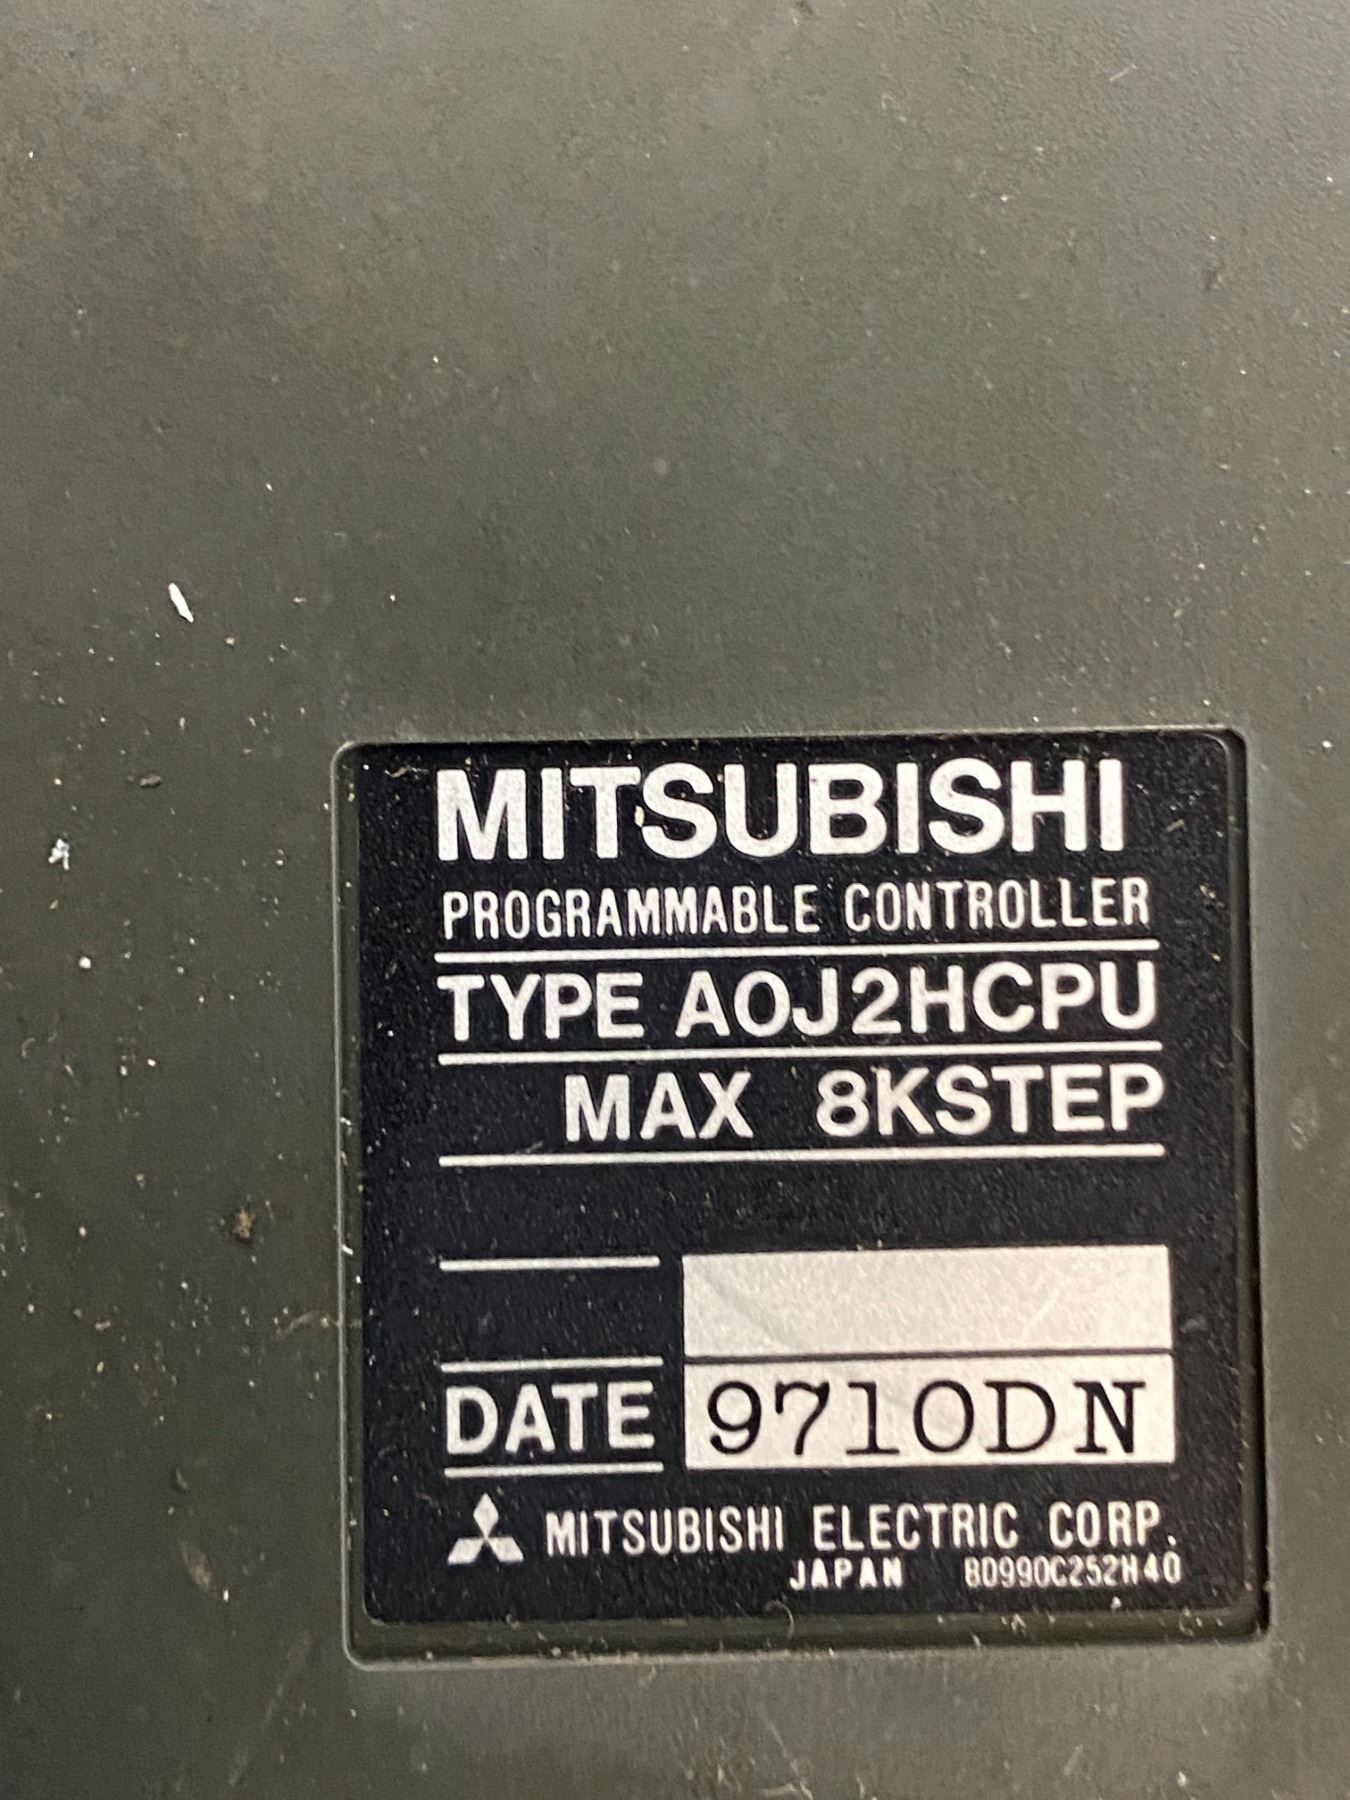 MITSUBISHI
PROGRAMMABLE CONTROLLER
TYPE A0J2HCPU
MAX 8KSTEP
DATE 9710DN
MITSUBISHI ELECTRIC CORP.
JAPAN BD990C252H40